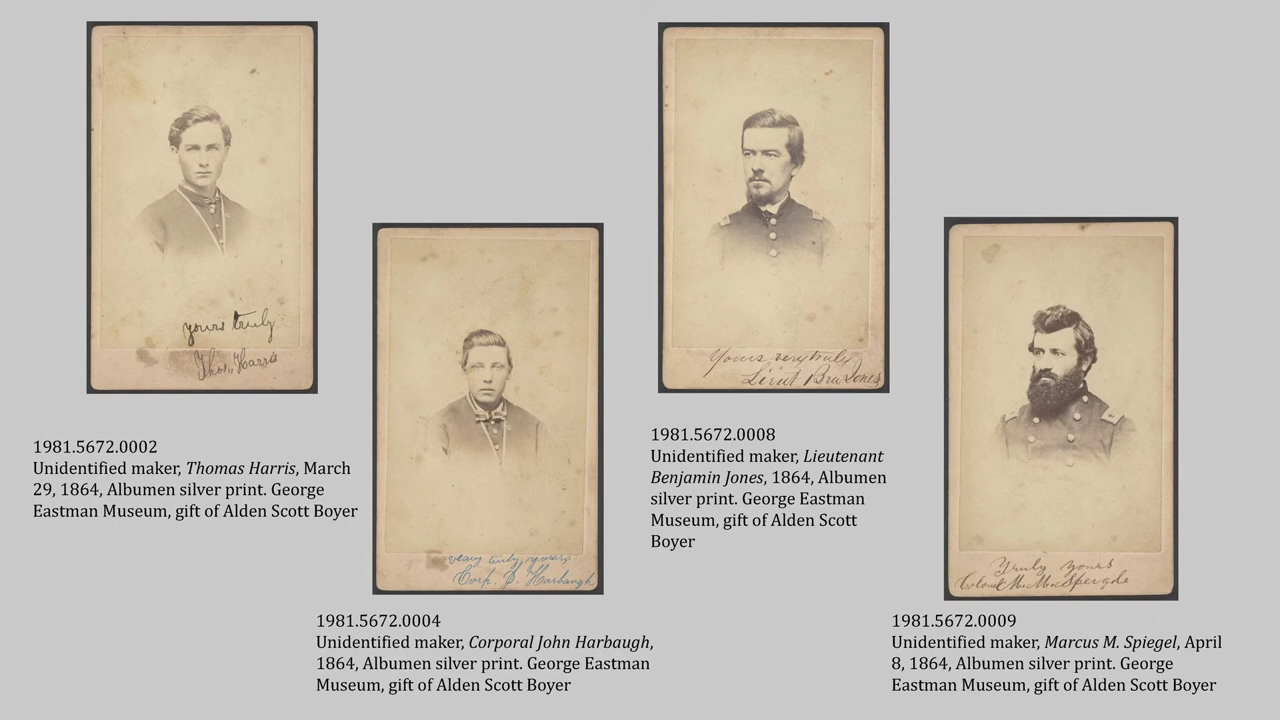 yours truly
Thos. Harris
1981.5672.0002
Unidentified maker, Thomas Harris, March
29, 1864, Albumen silver print. George
Eastman Museum, gift of Alden Scott Boyer
truly yours
Corp. D. Harbaugh
1981.5672.0004
Unidentified maker, Corporal John Harbaugh,
1864, Albumen silver print. George Eastman
Museum, gift of Alden Scott Boyer
Yours very truly
Lieut Jones
1981.5672.0008
Unidentified maker, Lieutenant
Benjamin Jones, 1864, Albumen
silver print. George Eastman
Museum, gift of Alden Scott
Boyer
Truly yours
Colonel
1981.5672.0009
Unidentified maker, Marcus M. Spiegel, April
8, 1864, Albumen silver print. George
Eastman Museum, gift of Alden Scott Boyer